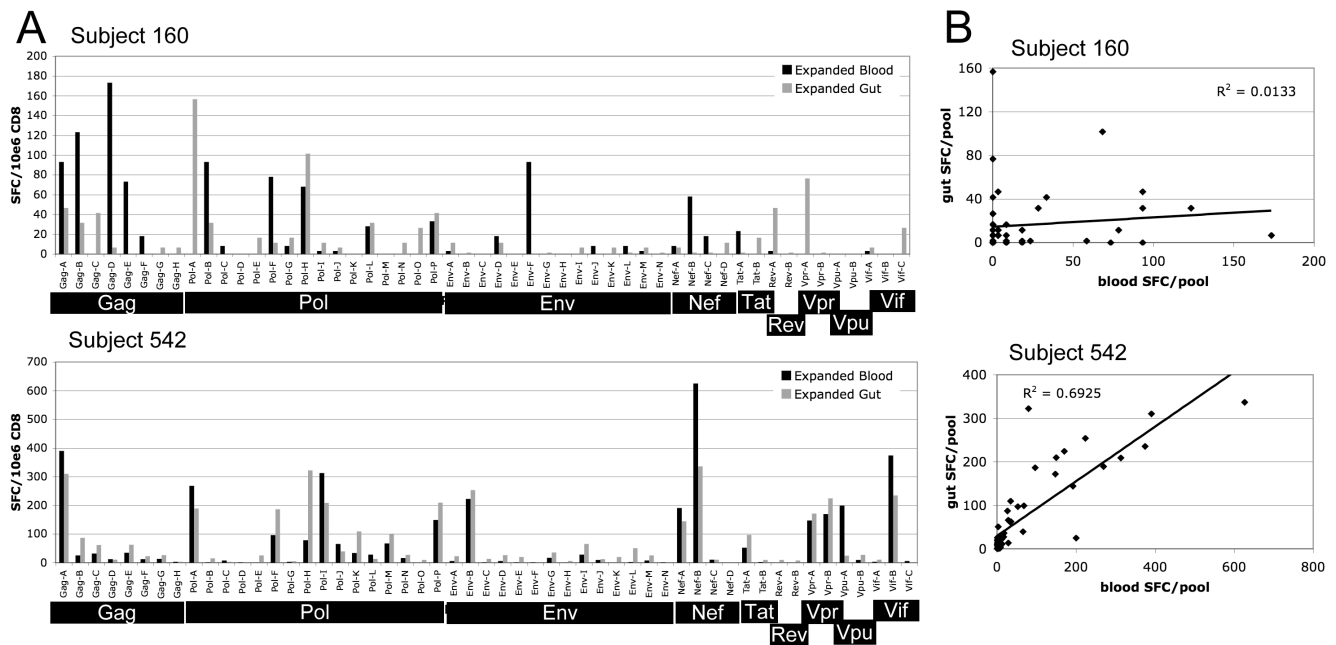 A
Subject 160
200
180
160
140
120
100
80
60
40
20
0
SFC/10e6 CD8
Expanded Blood
Expanded Gut
Gag-A Gag-B Gag-C Gag-D Gag-E Gag-F Gag-G Gag-H Pol-A Pol-B Pol-C Pol-D Pol-E Pol-F Pol-G Pol-H Pol-I Pol-J Pol-K Pol-L Pol-M Pol-N Pol-O Pol-P Env-A Env-B Env-C Env-D Env-E Env-F Env-G Env-H Env-I Env-J Env-K Env-L Env-M Env-N Nef-A Nef-B Nef-C Nef-D Tat-A Tat-B Rev-A Rev-B Vpr-A Vpr-B Vpu-A Vpu-B Vif-A Vif-B Vif-C
Gag Pol Env Nef Tat Vpr Vif
Rev Vpu
Subject 542
700
600
500
400
300
200
100
0
SFC/10e6 CD8
Expanded Blood
Expanded Gut
Gag-A Gag-B Gag-C Gag-D Gag-E Gag-F Gag-G Gag-H Pol-A Pol-B Pol-C Pol-D Pol-E Pol-F Pol-G Pol-H Pol-I Pol-J Pol-K Pol-L Pol-M Pol-N Pol-O Pol-P Env-A Env-B Env-C Env-D Env-E Env-F Env-G Env-H Env-I Env-J Env-K Env-L Env-M Env-N Nef-A Nef-B Nef-C Nef-D Tat-A Tat-B Rev-A Rev-B Vpr-A Vpr-B Vpu-A Vpu-B Vif-A Vif-B Vif-C
Gag Pol Env Nef Tat Vpr Vif
Rev Vpu
B
Subject 160
160
120
80
40
0
gut SFC/pool
R² = 0.0133
0 50 100 150 200
blood SFC/pool
Subject 542
400
300
200
100
0
gut SFC/pool
R² = 0.6925
0 200 400 600 800
blood SFC/pool